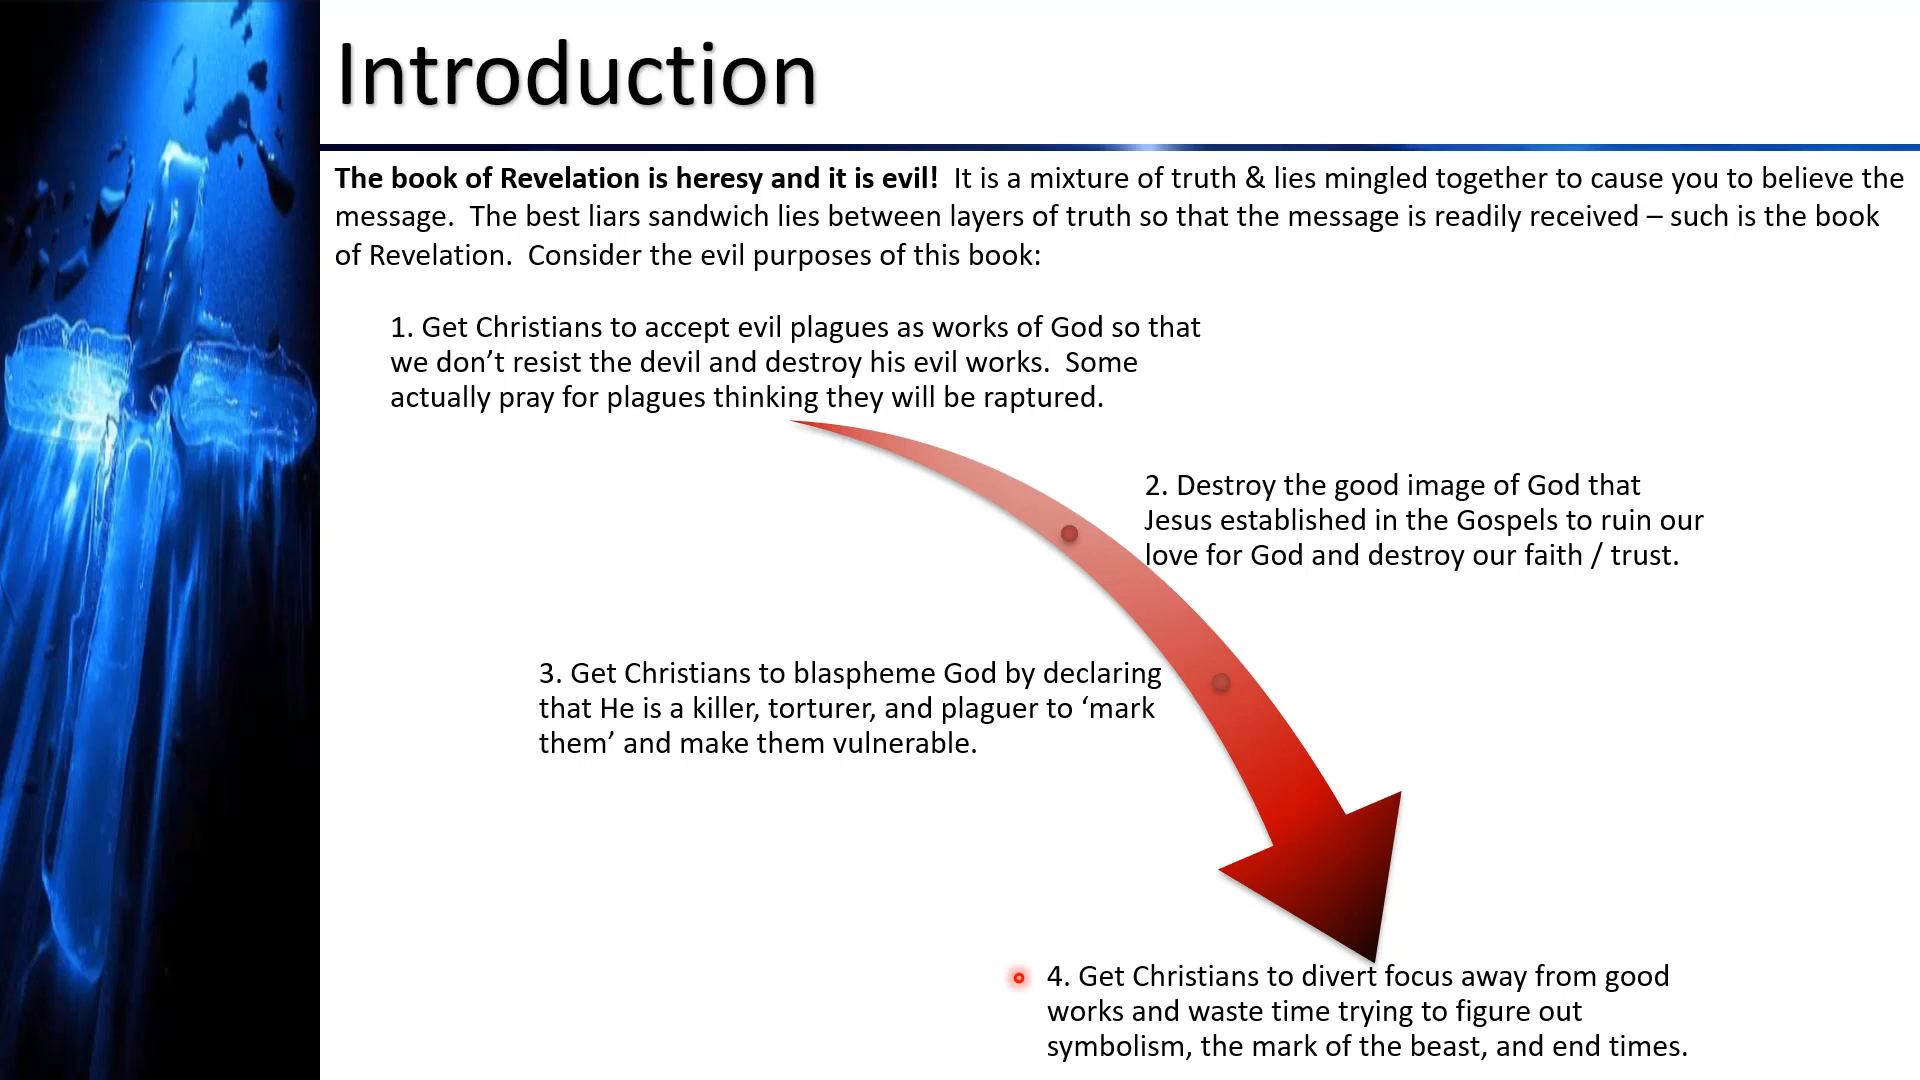 Introduction
The book of Revelation is heresy and it is evil!  It is a mixture of truth & lies mingled together to cause you to believe the
message.  The best liars sandwich lies between layers of truth so that the message is readily received – such is the book
of Revelation.  Consider the evil purposes of this book:
1. Get Christians to accept evil plagues as works of God so that
we don’t resist the devil and destroy his evil works.  Some
actually pray for plagues thinking they will be raptured.
2. Destroy the good image of God that
Jesus established in the Gospels to ruin our
love for God and destroy our faith / trust.
3. Get Christians to blaspheme God by declaring
that He is a killer, torturer, and plaguer to ‘mark
them’ and make them vulnerable.
4. Get Christians to divert focus away from good
works and waste time trying to figure out
symbolism, the mark of the beast, and end times.